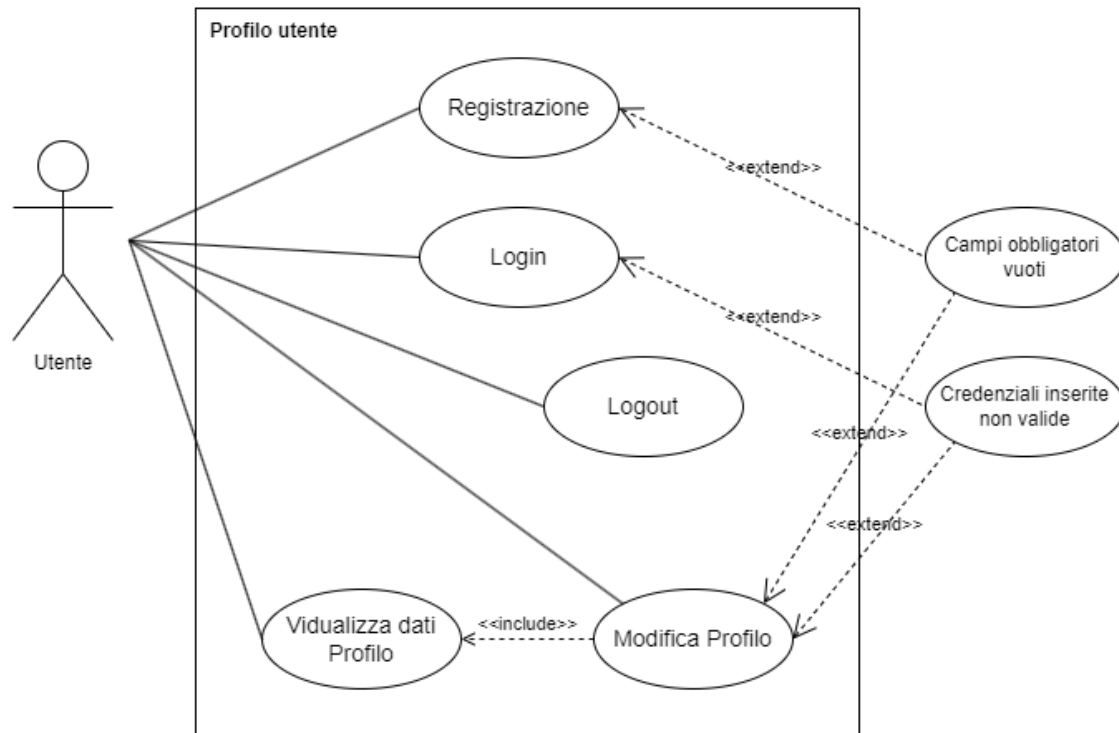 Profilo utente
Registrazione
<<extend>>
Campi obbligatori
vuoti
Login
<<extend>>
Utente
Logout
Credenziali inserite
non valide
<<extend>>
<<extend>>
Vidualizza dati
Profilo
<<include>>
Modifica Profilo